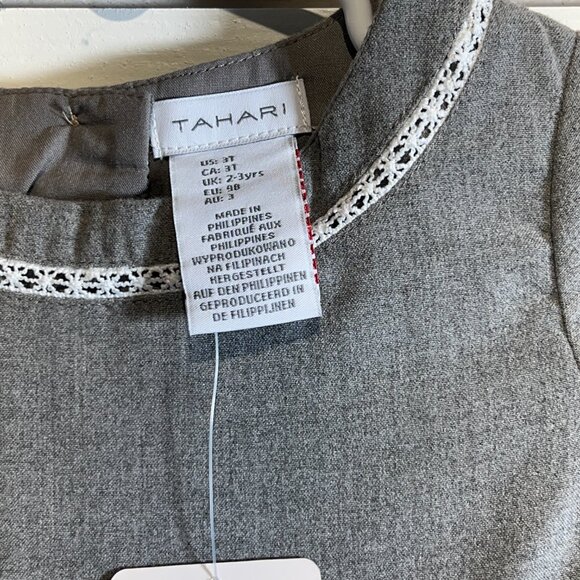 TAHARI
US: 3T
CA: 3T
UK: 2-3yrs
EU: 98
AU: 3
MADE IN
PHILIPPINES
FABRIQUÉ AUX
PHILIPPINES
WYPRODUKOWANO
NA FILIPINACH
HERGESTELLT
AUF DEN PHILIPPINEN
GEPRODUCEERD IN
DE FILIPPIJNEN